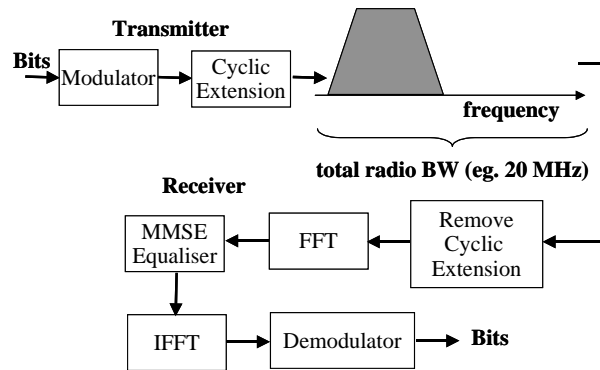 Transmitter
Bits
Modulator
Cyclic
Extension
frequency
total radio BW (eg. 20 MHz)
Receiver
MMSE
Equaliser
FFT
Remove
Cyclic
Extension
IFFT
Demodulator
Bits